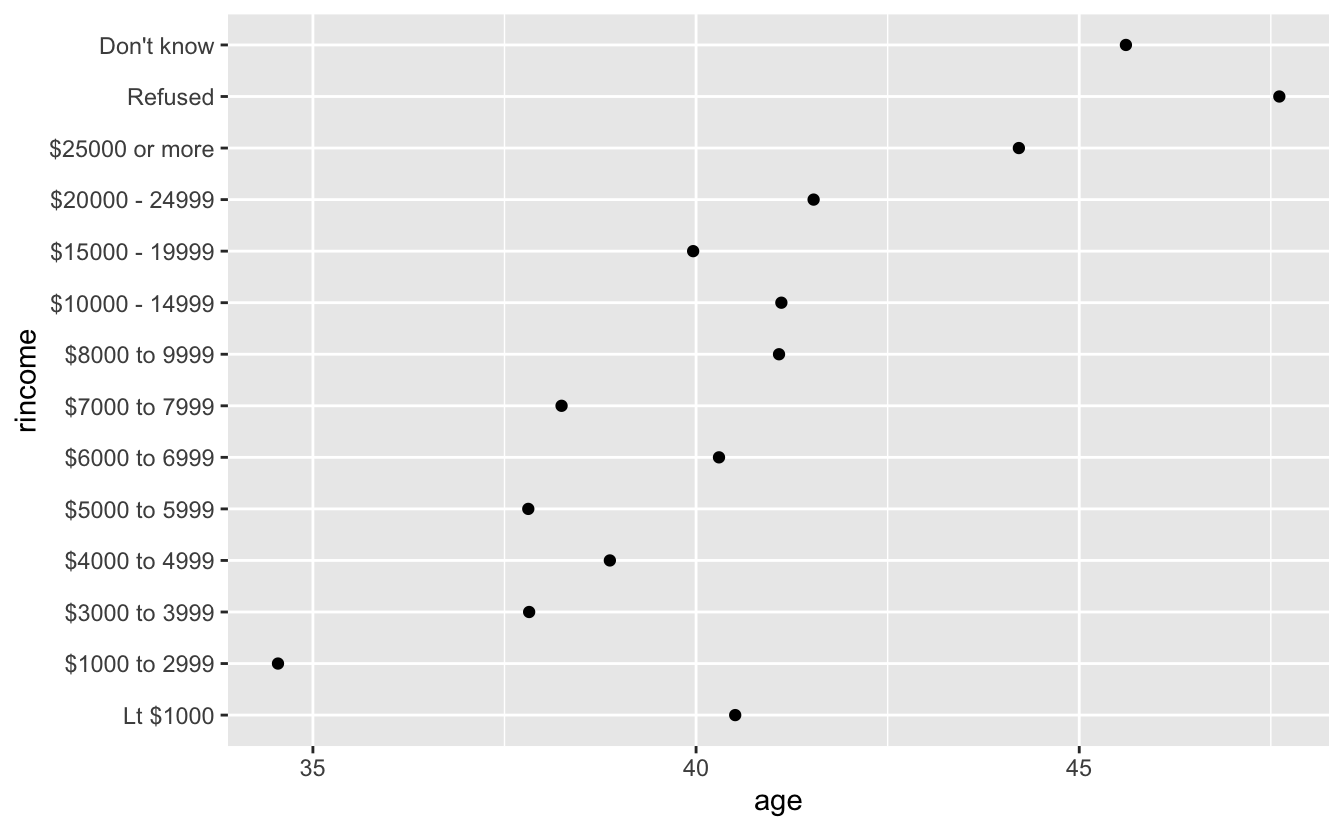 Don't know
Refused
$25000 or more
$20000 - 24999
$15000 - 19999
$10000 - 14999
$8000 to 9999
$7000 to 7999
$6000 to 6999
$5000 to 5999
$4000 to 4999
$3000 to 3999
$1000 to 2999
Lt $1000
rincome
35 40 45
age